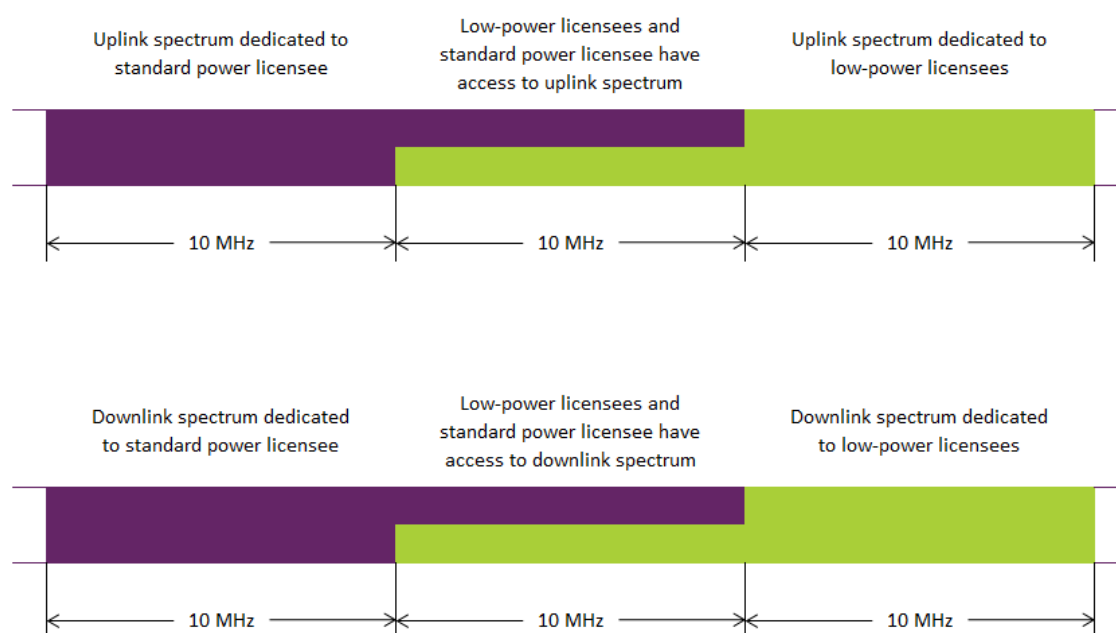 Uplink spectrum dedicated to
standard power licensee
Low-power licensees and
standard power licensee have
access to uplink spectrum
Uplink spectrum dedicated to
low-power licensees
10 MHz
10 MHz
10 MHz
Downlink spectrum dedicated
to standard power licensee
Low-power licensees and
standard power licensee have
access to downlink spectrum
Downlink spectrum dedicated
to low-power licensees
10 MHz
10 MHz
10 MHz